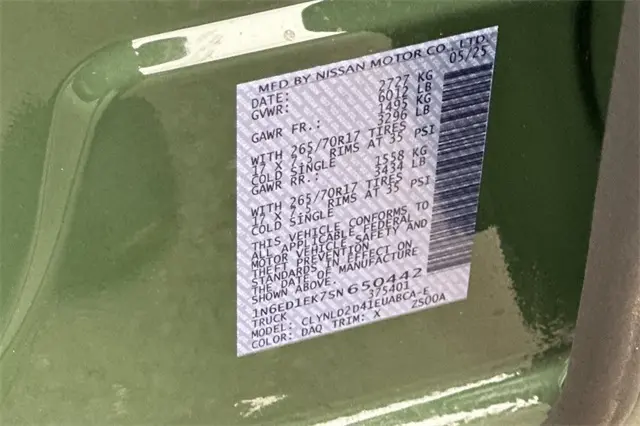 MFD BY NISSAN MOTOR CO., LTD.
DATE: 05/25
GVWR: 2727 KG
6012 LB
GAWR FR.: 1495 KG
3296 LB
WITH 265/70R17 TIRES
17 X 7.5 RIMS AT 35 PSI
COLD SINGLE
GAWR RR.: 1558 KG
3434 LB
WITH 265/70R17 TIRES
17 X 7.5 RIMS AT 35 PSI
COLD SINGLE
THIS VEHICLE CONFORMS TO
ALL APPLICABLE FEDERAL
MOTOR VEHICLE SAFETY AND
THEFT PREVENTION
STANDARDS IN EFFECT ON
THE DATE OF MANUFACTURE
SHOWN ABOVE.
1N6ED1EK7SN650442
TRUCK 375401
MODEL: CLYNLD2D41EUABCA-E
COLOR: DAQ TRIM: X 2S00A